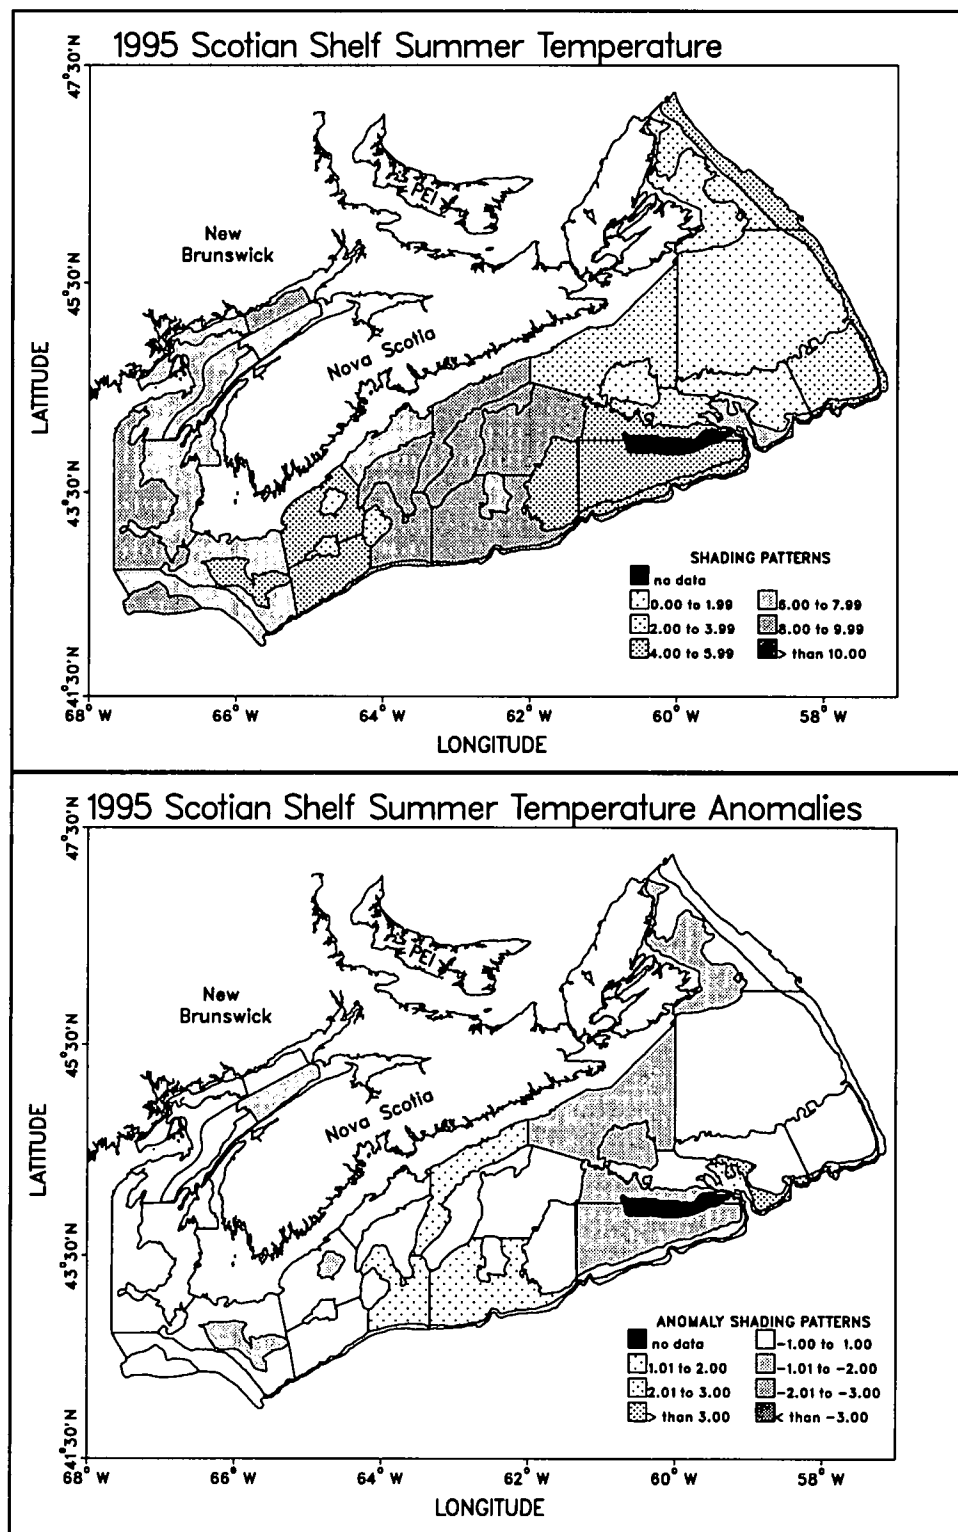 1995 Scotian Shelf Summer Temperature
47°30'N
PEI
New
Brunswick
45°30'N
Nova Scotia
LATITUDE
43°30'N
SHADING PATTERNS
no data
0.00 to 1.99 6.00 to 7.99
2.00 to 3.99 8.00 to 9.99
4.00 to 5.99 > than 10.00
41°30'N
68° W 66° W 64° W 62° W 60° W 58° W
LONGITUDE
1995 Scotian Shelf Summer Temperature Anomalies
47°30'N
PEI
New
Brunswick
45°30'N
Nova Scotia
LATITUDE
43°30'N
ANOMALY SHADING PATTERNS
no data -1.00 to 1.00
1.01 to 2.00 -1.01 to -2.00
2.01 to 3.00 -2.01 to -3.00
> than 3.00 < than -3.00
41°30'N
68° W 66° W 64° W 62° W 60° W 58° W
LONGITUDE